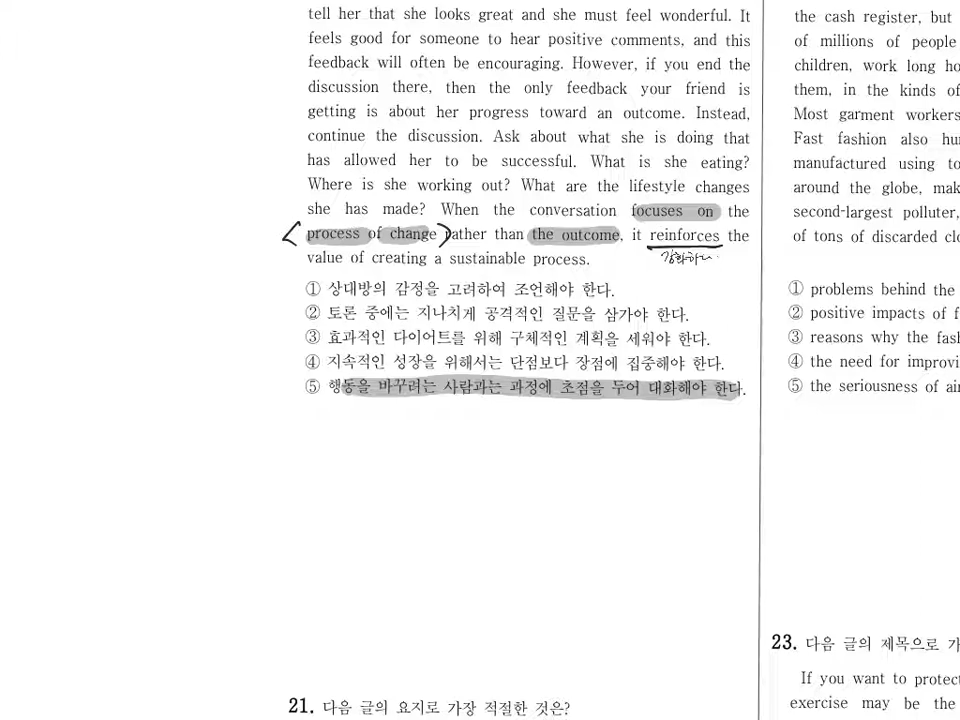 tell her that she looks great and she must feel wonderful. It
feels good for someone to hear positive comments, and this
feedback will often be encouraging. However, if you end the
discussion there, then the only feedback your friend is
getting is about her progress toward an outcome. Instead,
continue the discussion. Ask about what she is doing that
has allowed her to be successful. What is she eating?
Where is she working out? What are the lifestyle changes
she has made? When the conversation focuses on the
process of change rather than the outcome, it reinforces the
강화하다.
value of creating a sustainable process.
① 상대방의 감정을 고려하여 조언해야 한다.
② 토론 중에는 지나치게 공격적인 질문을 삼가야 한다.
③ 효과적인 다이어트를 위해 구체적인 계획을 세워야 한다.
④ 지속적인 성장을 위해서는 단점보다 장점에 집중해야 한다.
⑤ 행동을 바꾸려는 사람과는 과정에 초점을 두어 대화해야 한다.
21. 다음 글의 요지로 가장 적절한 것은?
the cash register, but
of millions of people
children, work long
them, in the kinds of
Most garment workers
Fast fashion also
manufactured using
around the globe,
second-largest polluter,
of tons of discarded
① problems behind the
② positive impacts of
③ reasons why the
④ the need for
⑤ the seriousness of
23. 다음 글의 제목으로
If you want to
exercise may be the